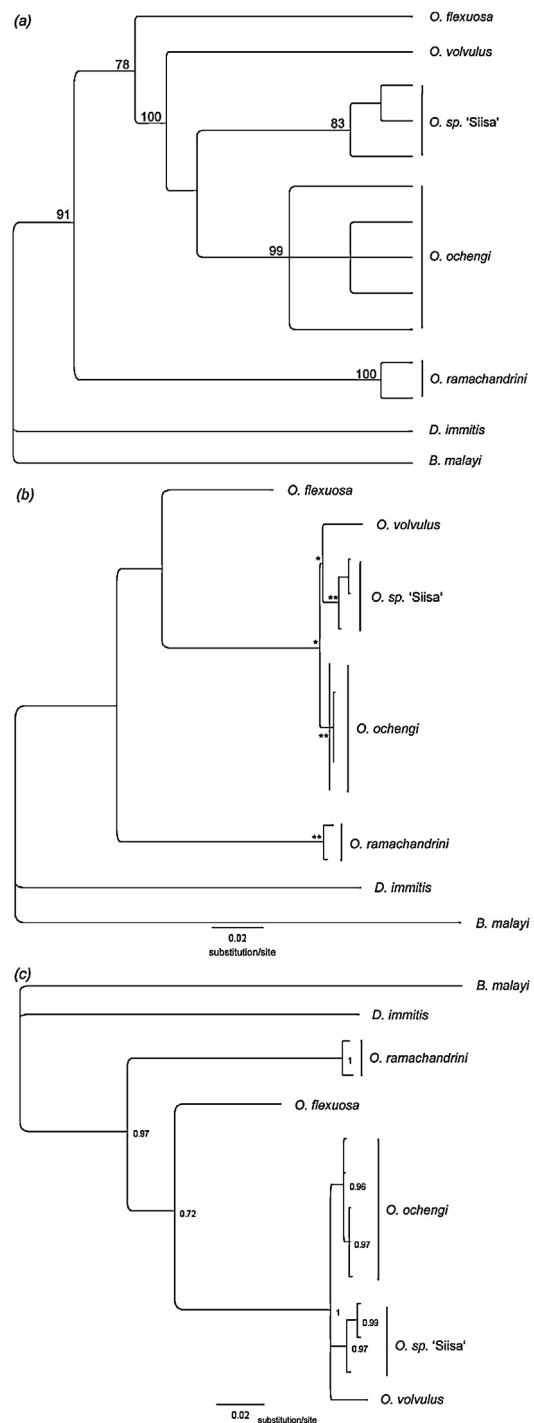 (a)
O. flexuosa
78
O. volvulus
100
83
O. sp. 'Siisa'
91
99
O. ochengi
100
O. ramachandrini
D. immitis
B. malayi
(b)
O. flexuosa
O. volvulus
*
**
O. sp. 'Siisa'
*
**
O. ochengi
**
O. ramachandrini
D. immitis
B. malayi
0.02
substitution/site
(c)
B. malayi
D. immitis
1
O. ramachandrini
O. flexuosa
0.97
0.96
O. ochengi
0.72
0.97
1
0.99
0.97
O. sp. 'Siisa'
O. volvulus
0.02
substitution/site